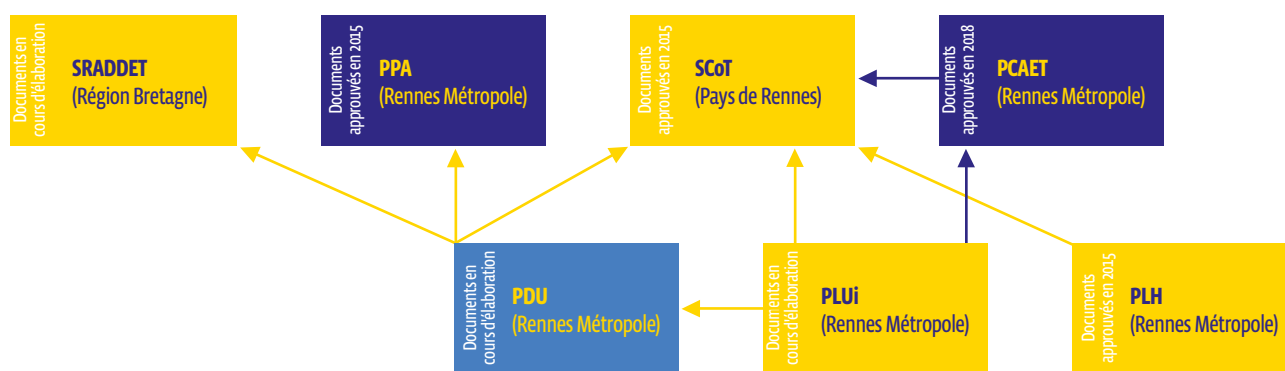 Documents en
cours d'élaboration
SRADDET
(Région Bretagne)
Documents
approuvés en 2015
PPA
(Rennes Métropole)
Documents
approuvés en 2015
SCoT
(Pays de Rennes)
Documents
approuvés en 2018
PCAET
(Rennes Métropole)
Documents en
cours d'élaboration
PDU
(Rennes Métropole)
Documents en
cours d'élaboration
PLUi
(Rennes Métropole)
Documents
approuvés en 2015
PLH
(Rennes Métropole)